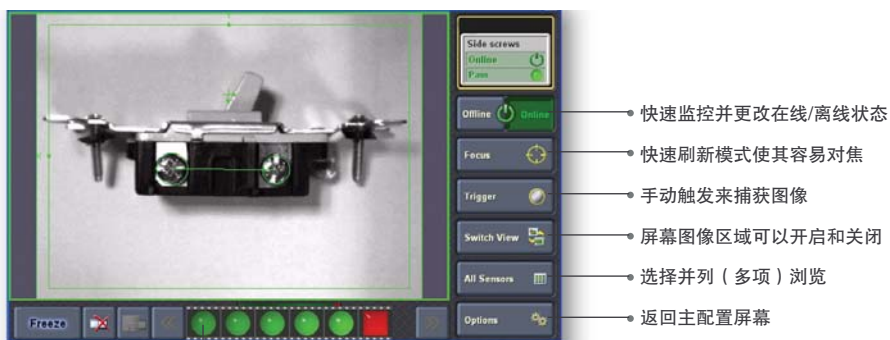 Side screws
Online
Pass
Offline Online
快速监控并更改在线/离线状态
Focus
快速刷新模式使其容易对焦
Trigger
手动触发来捕获图像
Switch View
屏幕图像区域可以开启和关闭
All Sensors
选择并列（多项）浏览
Options
返回主配置屏幕
Freeze